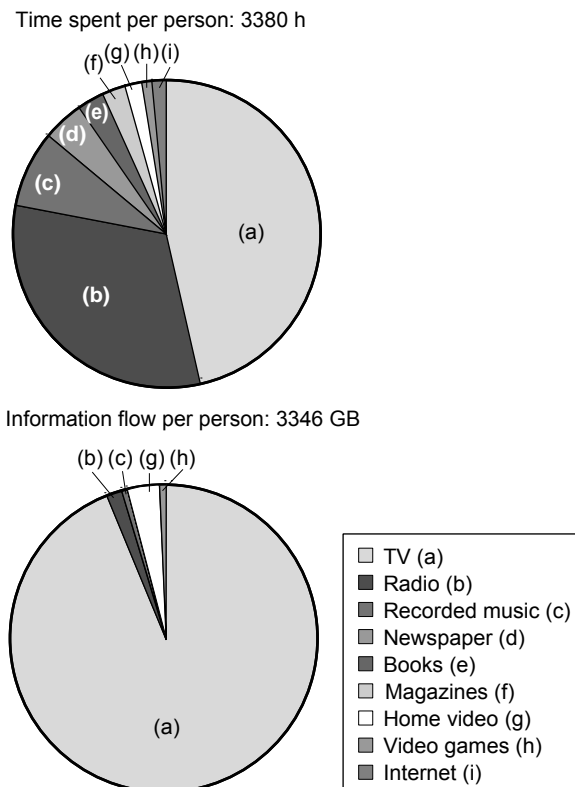 Time spent per person: 3380 h
(f) (g) (h) (i)
(e)
(d)
(c)
(a)
(b)
Information flow per person: 3346 GB
(b) (c) (g) (h)
(a)
TV (a)
Radio (b)
Recorded music (c)
Newspaper (d)
Books (e)
Magazines (f)
Home video (g)
Video games (h)
Internet (i)